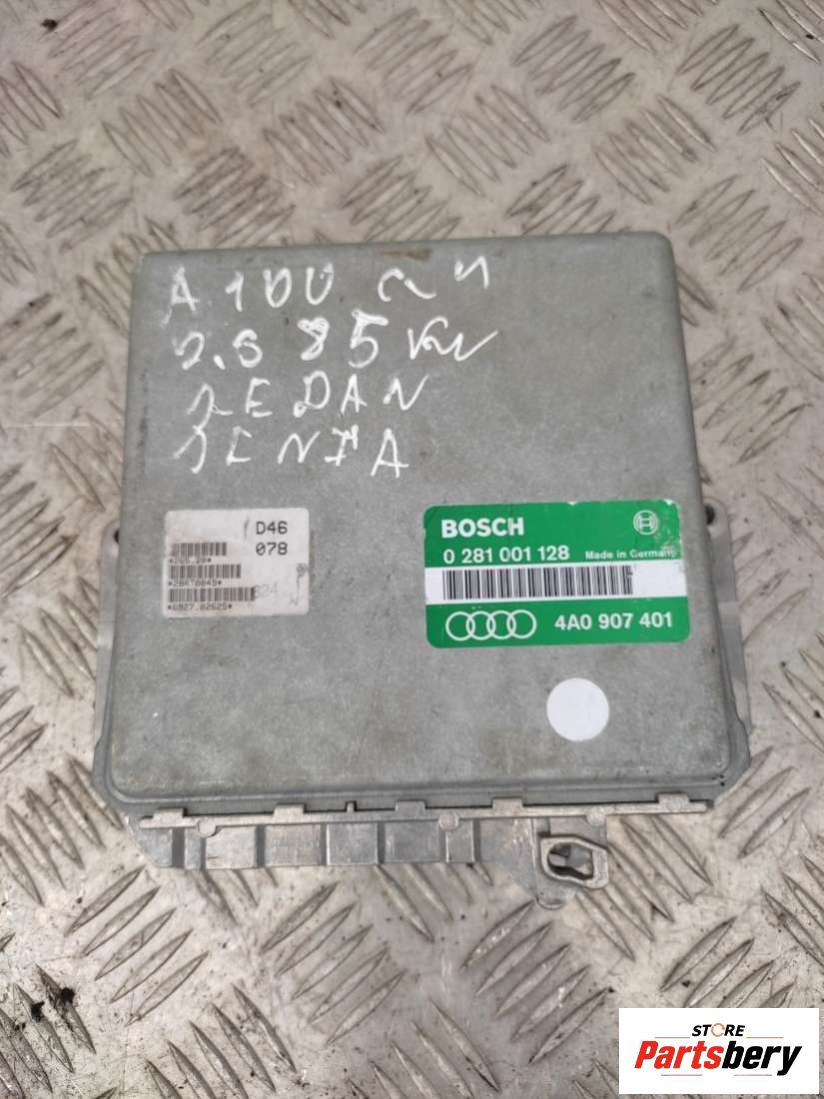 A 100 C4
2.5 85 kw
SEDAN
D46
078
BOSCH
0 281 001 128 Made in Germany
4A0 907 401
STORE
Partsbery